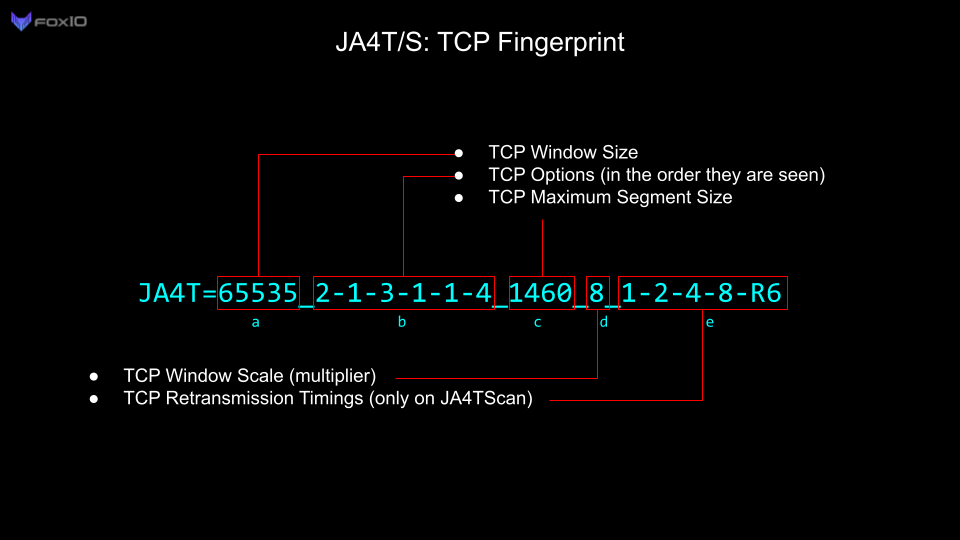 FOXIO
JA4T/S: TCP Fingerprint
● TCP Window Size
● TCP Options (in the order they are seen)
● TCP Maximum Segment Size
JA4T=65535_2-1-3-1-1-4_1460_8_1-2-4-8-R6
a b c d e
● TCP Window Scale (multiplier)
● TCP Retransmission Timings (only on JA4TScan)